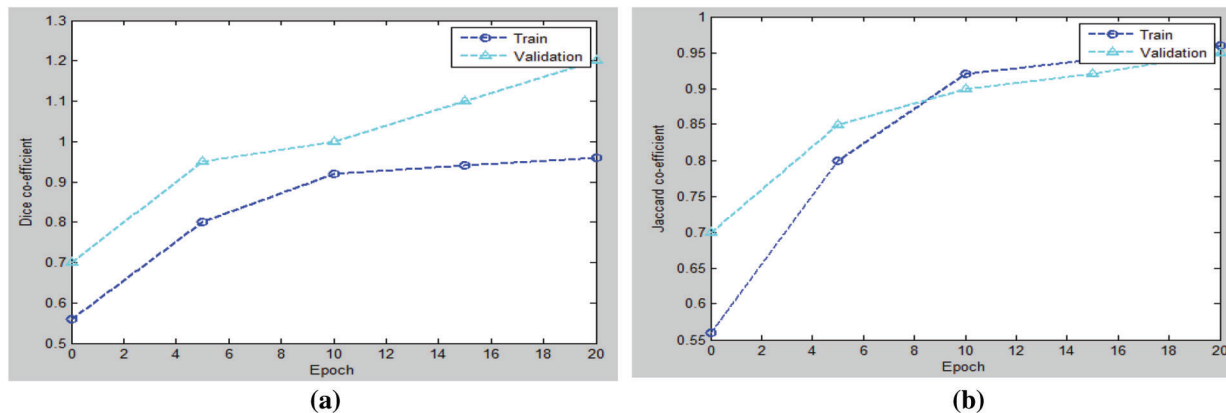 1.3
1.2
1.1
1
0.9
0.8
0.7
0.6
0.5
Dice co-efficient
0 2 4 6 8 10 12 14 16 18 20
Epoch
Train
Validation
(a)
1
0.95
0.9
0.85
0.8
0.75
0.7
0.65
0.6
0.55
Jaccard co-efficient
0 2 4 6 8 10 12 14 16 18 20
Epoch
Train
Validation
(b)